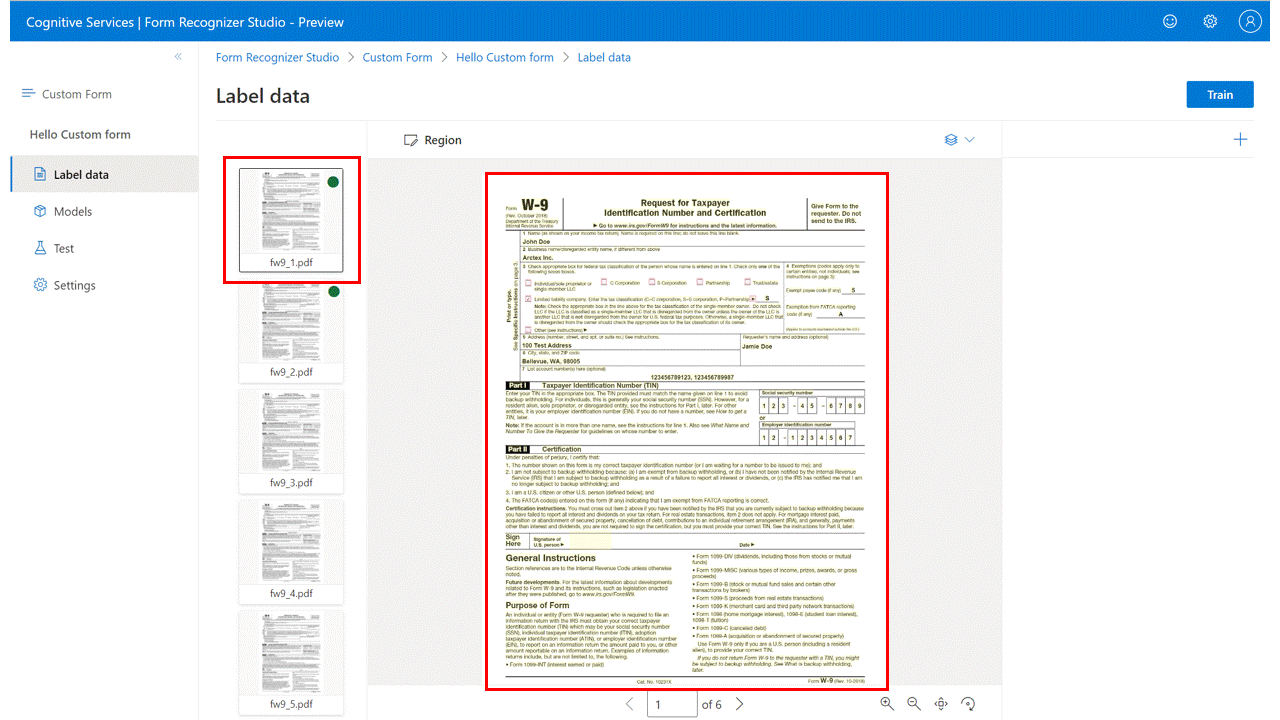 Cognitive Services | Form Recognizer Studio - Preview
Form Recognizer Studio > Custom Form > Hello Custom form > Label data
Custom Form
Label data
Train
Hello Custom form
Region
Label data
Models
Test
Settings
fw9_1.pdf
fw9_2.pdf
fw9_3.pdf
fw9_4.pdf
fw9_5.pdf
Form W-9
(Rev. October 2018)
Department of the Treasury
Internal Revenue Service
Request for Taxpayer
Identification Number and Certification
▶ Go to www.irs.gov/FormW9 for instructions and the latest information.
Give Form to the
requester. Do not
send to the IRS.
Print or type.
See Specific Instructions on page 3.
1 Name (as shown on your income tax return). Name is required on this line; do not leave this line blank.
John Doe
2 Business name/disregarded entity name, if different from above
Arctex Inc.
3 Check appropriate box for federal tax classification of the person whose name is entered on line 1. Check only one of the
following seven boxes.
Individual/sole proprietor or
single-member LLC
C Corporation
S Corporation
Partnership
Trust/estate
Limited liability company. Enter the tax classification (C=C corporation, S=S corporation, P=Partnership) ▶ S
Note: Check the appropriate box in the line above for the tax classification of the single-member owner. Do not check
LLC if the LLC is classified as a single-member LLC that is disregarded from the owner unless the owner of the LLC is
another LLC that is not disregarded from the owner for U.S. federal tax purposes. Otherwise, a single-member LLC that
is disregarded from the owner should check the appropriate box for the tax classification of its owner.
Other (see instructions) ▶
4 Exemptions (codes apply only to
certain entities, not individuals; see
instructions on page 3):
Exempt payee code (if any) 5
Exemption from FATCA reporting
code (if any) A
(Applies to accounts maintained outside the U.S.)
5 Address (number, street, and apt. or suite no.) See instructions.
100 Test Address
6 City, state, and ZIP code
Bellevue, WA, 98005
Requester's name and address (optional)
Jamie Doe
7 List account number(s) here (optional)
123456789123, 123456789987
Part I Taxpayer Identification Number (TIN)
Enter your TIN in the appropriate box. The TIN provided must match the name given on line 1 to avoid
backup withholding. For individuals, this is generally your social security number (SSN). However, for a
resident alien, sole proprietor, or disregarded entity, see the instructions for Part I, later. For other
entities, it is your employer identification number (EIN). If you do not have a number, see How to get a
TIN, later.
Note: If the account is in more than one name, see the instructions for line 1. Also see What Name and
Number To Give the Requester for guidelines on whose number to enter.
Social security number
1 2 3 - 4 5 - 6 7 8 9
or
Employer identification number
1 2 - 1 2 3 4 5 6 7
Part II Certification
Under penalties of perjury, I certify that:
1. The number shown on this form is my correct taxpayer identification number (or I am waiting for a number to be issued to me); and
2. I am not subject to backup withholding because: (a) I am exempt from backup withholding, or (b) I have not been notified by the Internal Revenue
Service (IRS) that I am subject to backup withholding as a result of a failure to report all interest or dividends, or (c) the IRS has notified me that I am
no longer subject to backup withholding; and
3. I am a U.S. citizen or other U.S. person (defined below); and
4. The FATCA code(s) entered on this form (if any) indicating that I am exempt from FATCA reporting is correct.
Certification instructions. You must cross out item 2 above if you have been notified by the IRS that you are currently subject to backup withholding because
you have failed to report all interest and dividends on your tax return. For real estate transactions, item 2 does not apply. For mortgage interest paid,
acquisition or abandonment of secured property, cancellation of debt, contributions to an individual retirement arrangement (IRA), and generally, payments
other than interest and dividends, you are not required to sign the certification, but you must provide your correct TIN. See the instructions for Part II, later.
Sign
Here
Signature of
U.S. person ▶
Date ▶
General Instructions
Section references are to the Internal Revenue Code unless otherwise
noted.
Future developments. For the latest information about developments
related to Form W-9 and its instructions, such as legislation enacted
after they were published, go to www.irs.gov/FormW9.
Purpose of Form
An individual or entity (Form W-9 requester) who is required to file an
information return with the IRS must obtain your correct taxpayer
identification number (TIN) which may be your social security number
(SSN), individual taxpayer identification number (ITIN), adoption
taxpayer identification number (ATIN), or employer identification number
(EIN), to report on an information return the amount paid to you, or other
amount reportable on an information return. Examples of information
returns include, but are not limited to, the following.
• Form 1099-INT (interest earned or paid)
• Form 1099-DIV (dividends, including those from stocks or mutual
funds)
• Form 1099-MISC (various types of income, prizes, awards, or gross
proceeds)
• Form 1099-B (stock or mutual fund sales and certain other
transactions by brokers)
• Form 1099-S (proceeds from real estate transactions)
• Form 1099-K (merchant card and third party network transactions)
• Form 1098 (home mortgage interest), 1098-E (student loan interest),
1098-T (tuition)
• Form 1099-C (canceled debt)
• Form 1099-A (acquisition or abandonment of secured property)
Use Form W-9 only if you are a U.S. person (including a resident
alien), to provide your correct TIN.
If you do not return Form W-9 to the requester with a TIN, you might
be subject to backup withholding. See What is backup withholding,
later.
Cat. No. 10231X
Form W-9 (Rev. 10-2018)
1 of 6